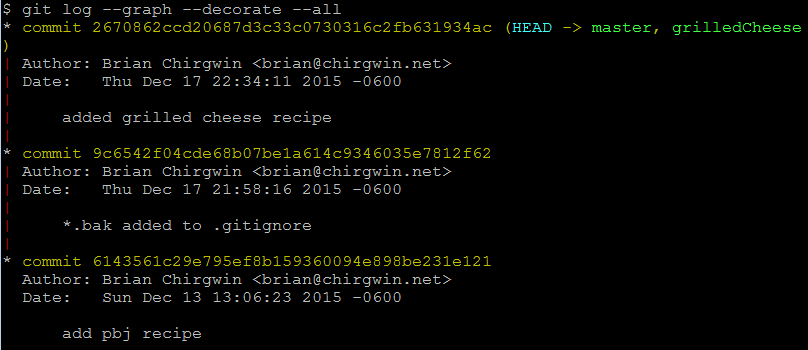 $ git log --graph --decorate --all
* commit 2670862ccd20687d3c33c0730316c2fb631934ac (HEAD -> master, grilledCheese
)
| Author: Brian Chirgwin <brian@chirgwin.net>
| Date:   Thu Dec 17 22:34:11 2015 -0600
|
|     added grilled cheese recipe
|
* commit 9c6542f04cde68b07be1a614c9346035e7812f62
| Author: Brian Chirgwin <brian@chirgwin.net>
| Date:   Thu Dec 17 21:58:16 2015 -0600
|
|     *.bak added to .gitignore
|
* commit 6143561c29e795ef8b159360094e898be231e121
  Author: Brian Chirgwin <brian@chirgwin.net>
  Date:   Sun Dec 13 13:06:23 2015 -0600

      add pbj recipe